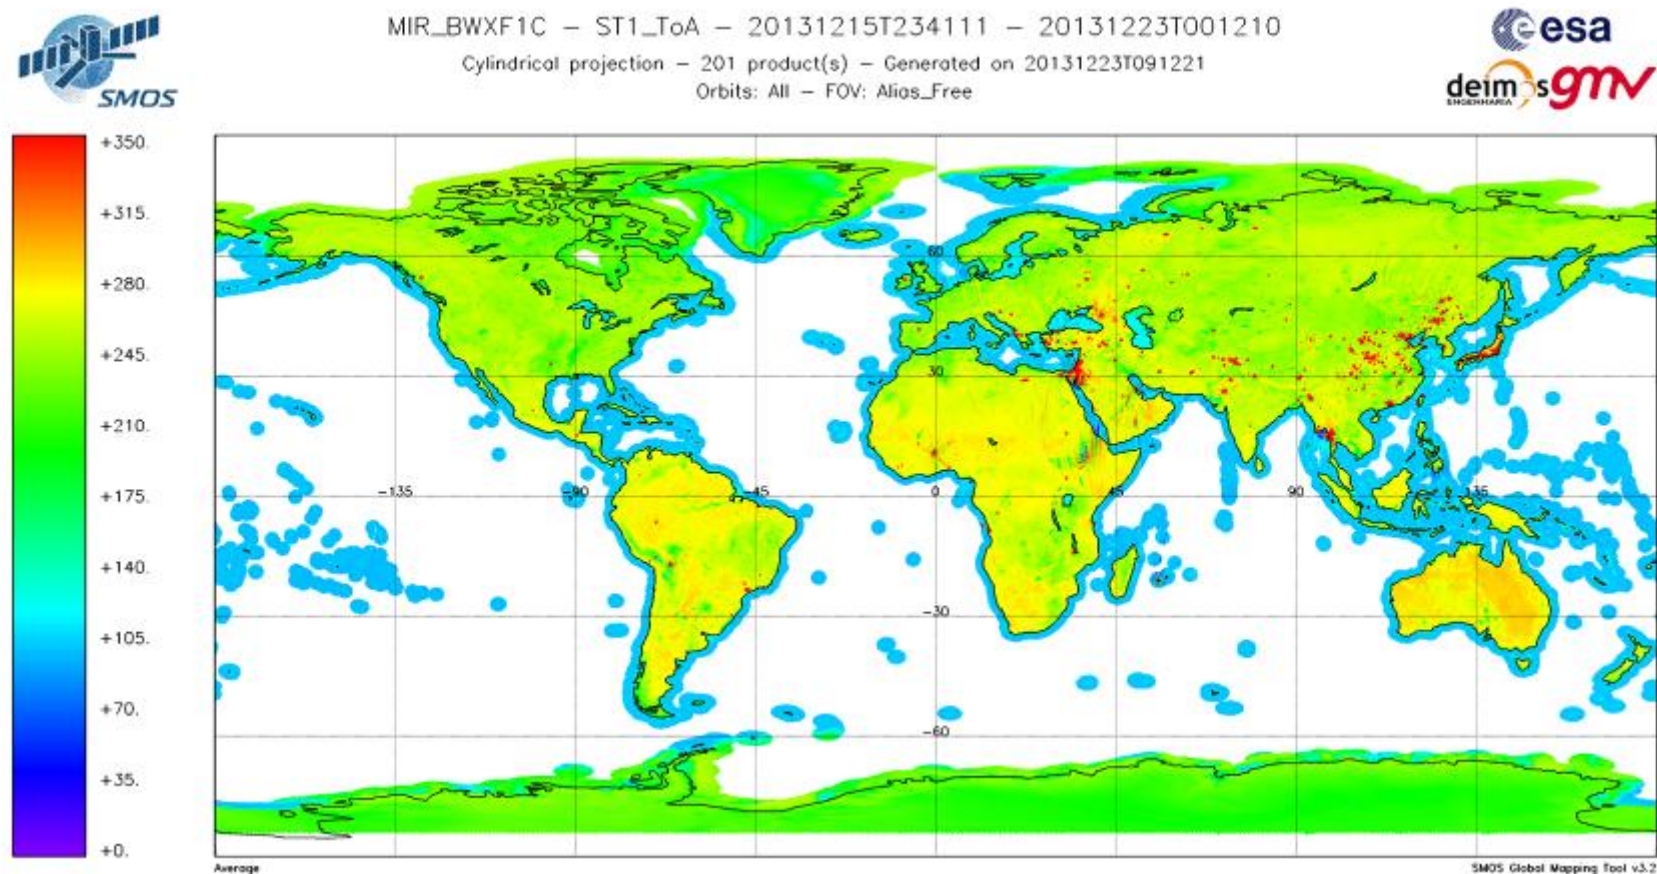 MIR_BWXF1C – ST1_ToA – 20131215T234111 – 20131223T001210
Cylindrical projection – 201 product(s) – Generated on 20131223T091221
Orbits: All – FOV: Alias_Free
SMOS
esa
deimos
ENGENHARIA
gmv
+350.
+315.
+280.
+245.
+210.
+175.
+140.
+105.
+70.
+35.
+0.
60
30
-135
-90
-45
0
45
90
135
-30
-60
Average
SMOS Global Mapping Tool v3.2